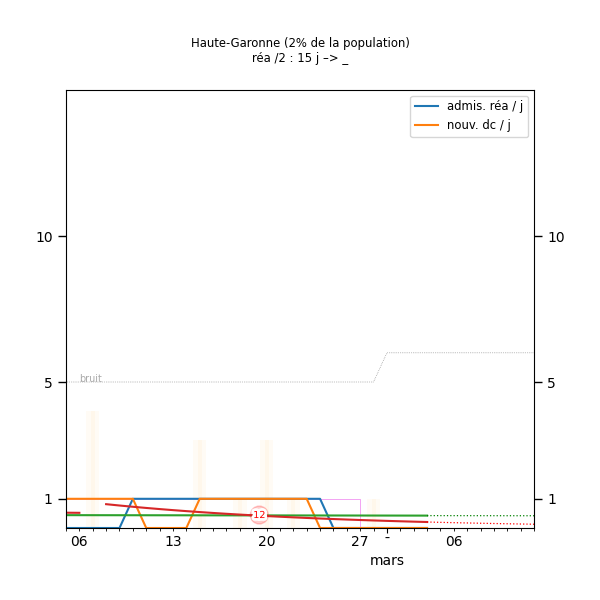 Haute-Garonne (2% de la population)
réa /2 : 15 j –> _
admis. réa / j
nouv. dc / j
10 10
bruit
5 5
12
1 1
06 13 20 27 - 06
mars